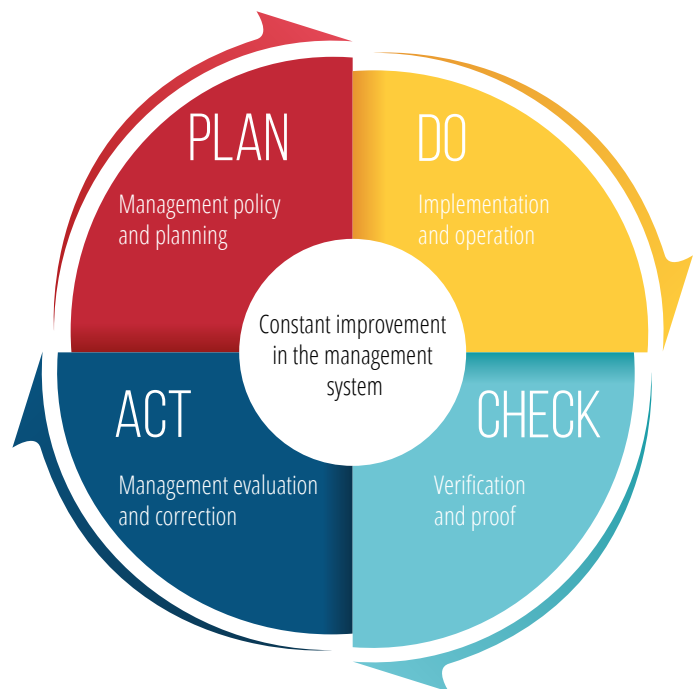 PLAN
Management policy
and planning
DO
Implementation
and operation
Constant improvement
in the management
system
ACT
Management evaluation
and correction
CHECK
Verification
and proof